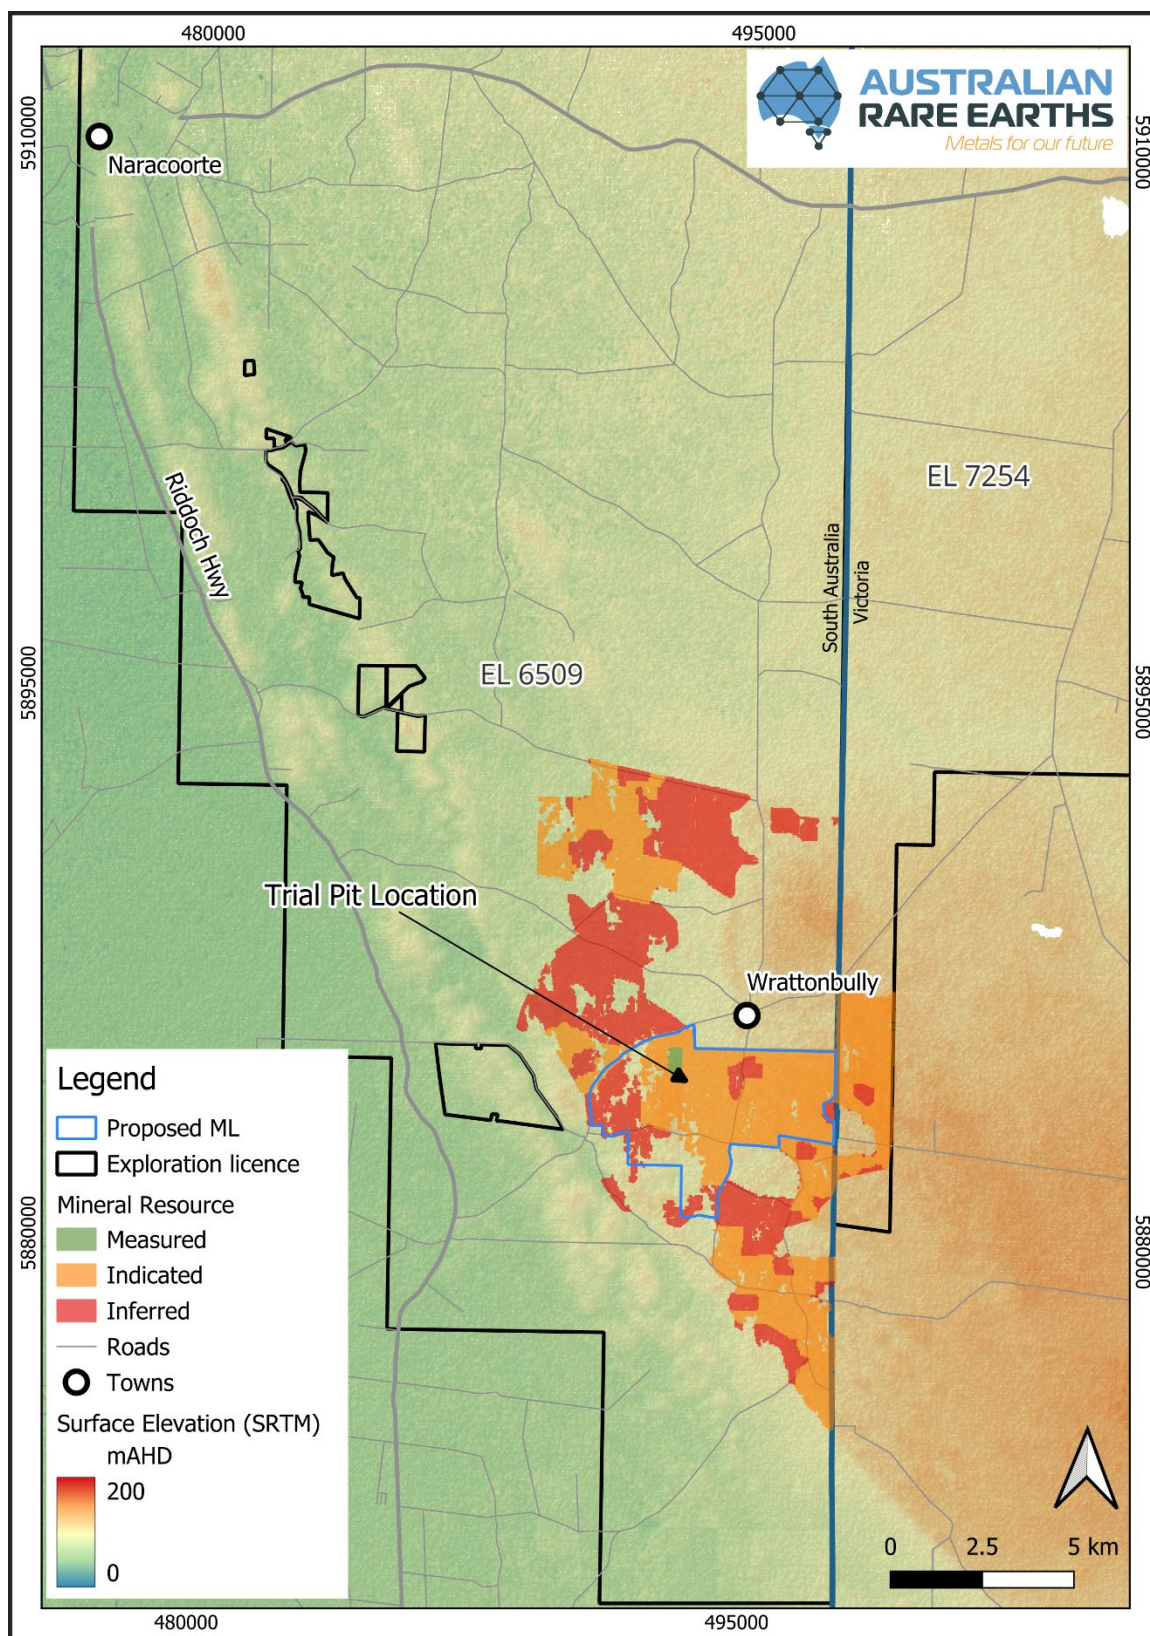 480000
495000
AUSTRALIAN
RARE EARTHS
Metals for our future
5910000
5910000
Naracoorte
Riddoch Hwy
EL 7254
South Australia
Victoria
EL 6509
5895000
5895000
Trial Pit Location
Wrattonbully
Legend
Proposed ML
Exploration licence
Mineral Resource
Measured
Indicated
Inferred
Roads
Towns
Surface Elevation (SRTM)
mAHD
200
0
5880000
5880000
0 2.5 5 km
480000
495000